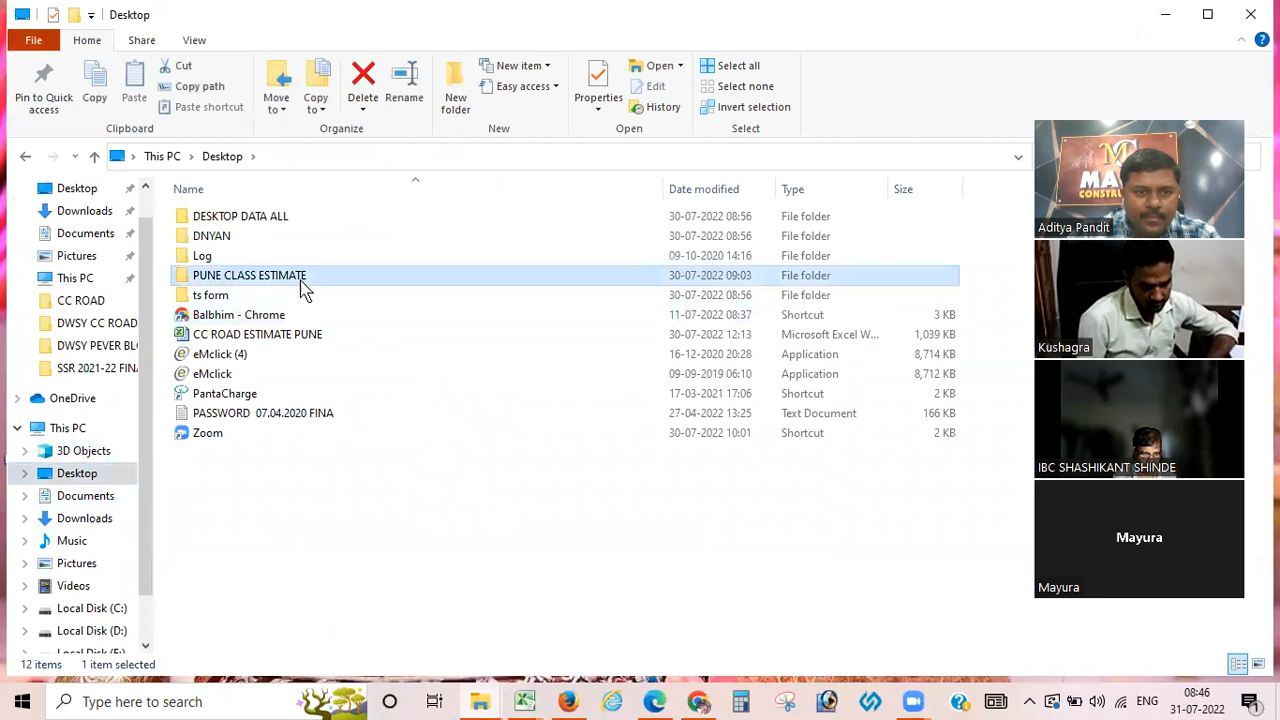 Desktop
File Home Share View
Pin to Quick access
Copy
Paste
Cut
Copy path
Paste shortcut
Clipboard
Move to
Copy to
Delete
Rename
Organize
New folder
New item
Easy access
New
Properties
Open
Edit
History
Open
Select all
Select none
Invert selection
Select
This PC > Desktop >
Name Date modified Type Size
Desktop
Downloads
Documents
Pictures
This PC
CC ROAD
DWSY CC ROAD
DWSY PEVER BL
SSR 2021-22 FIN
OneDrive
This PC
3D Objects
Desktop
Documents
Downloads
Music
Pictures
Videos
Local Disk (C:)
Local Disk (D:)
DESKTOP DATA ALL 30-07-2022 08:56 File folder
DNYAN 30-07-2022 08:56 File folder
Log 09-10-2020 14:16 File folder
PUNE CLASS ESTIMATE 30-07-2022 09:03 File folder
ts form 30-07-2022 08:56 File folder
Balbhim - Chrome 11-07-2022 08:37 Shortcut 3 KB
CC ROAD ESTIMATE PUNE 30-07-2022 12:13 Microsoft Excel W... 1,039 KB
eMclick (4) 16-12-2020 20:28 Application 8,714 KB
eMclick 09-09-2019 06:10 Application 8,712 KB
PantaCharge 17-03-2021 17:06 Shortcut 2 KB
PASSWORD 07.04.2020 FINA 27-04-2022 13:25 Text Document 166 KB
Zoom 30-07-2022 10:01 Shortcut 2 KB
12 items 1 item selected
Aditya Pandit
Kushagra
IBC SHASHIKANT SHINDE
Mayura
Mayura
Type here to search
ENG
08:46
31-07-2022